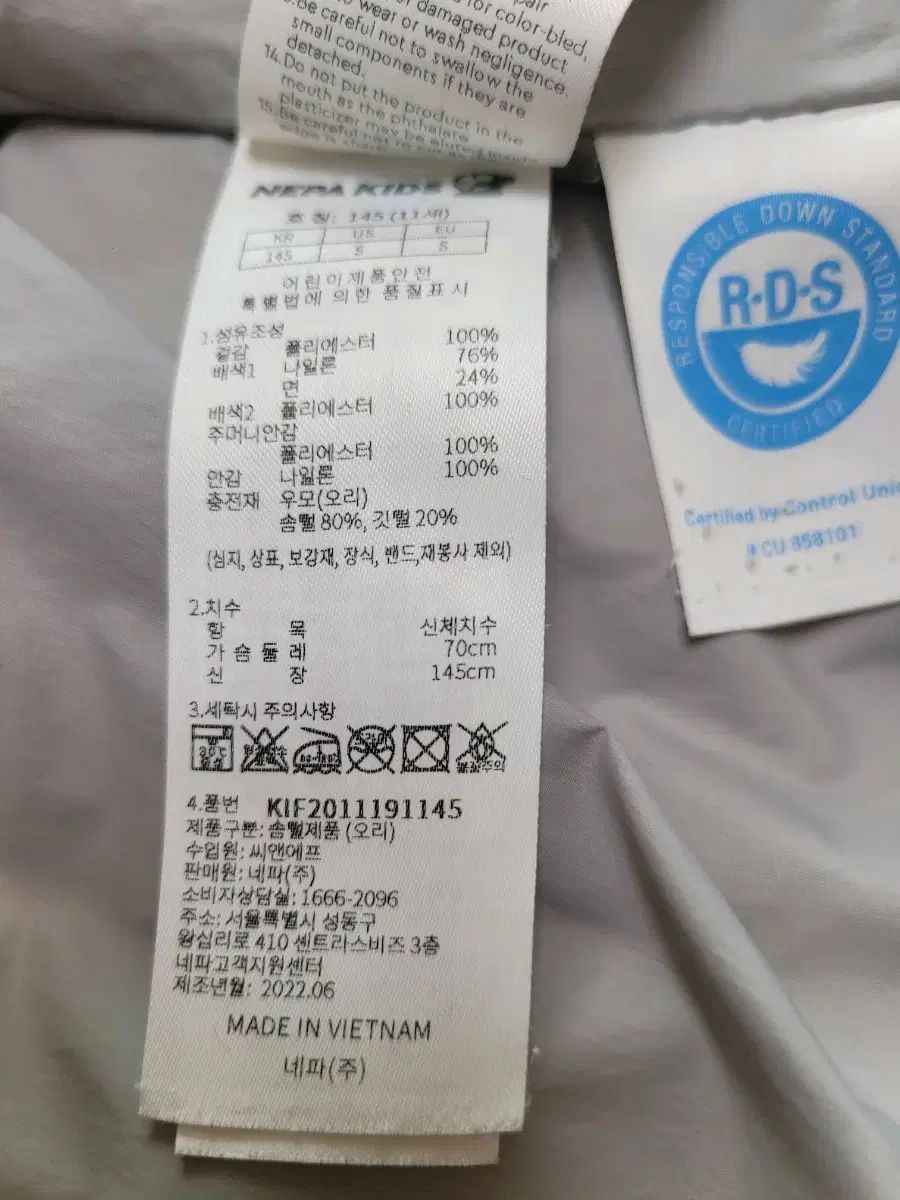 for color-bled,
or damaged product
wear or wash negligence.
Be careful not to swallow the
small components if they are
detached.
14.Do not put the product in the
mouth as the phthalate
plasticizer may be eluted
15.Be careful not to
NEPA KIDS
호 칭: 145 (11세)
KR US EU
145 S S
어린이제품안전
특별법에 의한 품질표시
1.섬유조성
겉감 폴리에스터 100%
배색1 나일론 76%
면 24%
배색2 폴리에스터 100%
주머니안감
폴리에스터 100%
안감 나일론 100%
충전재 우모(오리)
솜털 80%, 깃털 20%
(심지, 상표, 보강재, 장식, 밴드,재봉사 제외)
2.치수
항 목 신체치수
가 슴 둘 레 70cm
신 장 145cm
3.세탁시 주의사항
4.품번 KIF2011191145
제품구분: 솜털제품 (오리)
수입원: 씨앤에프
판매원: 네파(주)
소비자상담실: 1666-2096
주소: 서울특별시 성동구
왕십리로 410 센트라스비즈 3층
네파고객지원센터
제조년월: 2022.06
MADE IN VIETNAM
네파(주)
RESPONSIBLE DOWN STANDARD
R·D·S
CERTIFIED
Certified by Control
CU 858101